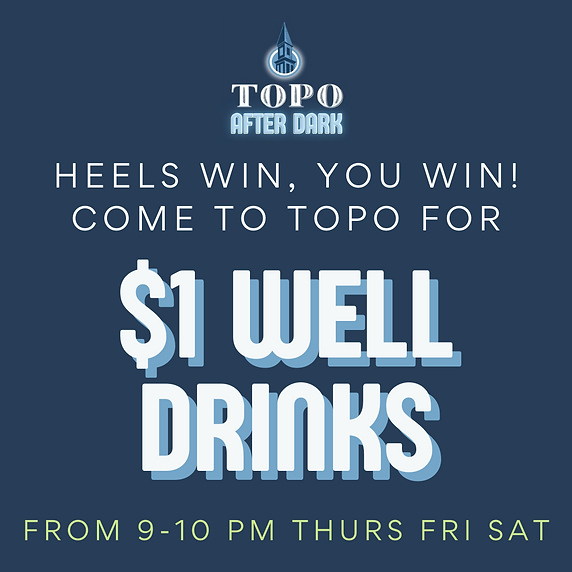 TOPO
AFTER DARK
HEELS WIN, YOU WIN!
COME TO TOPO FOR
$1 WELL
DRINKS
FROM 9-10 PM THURS FRI SAT